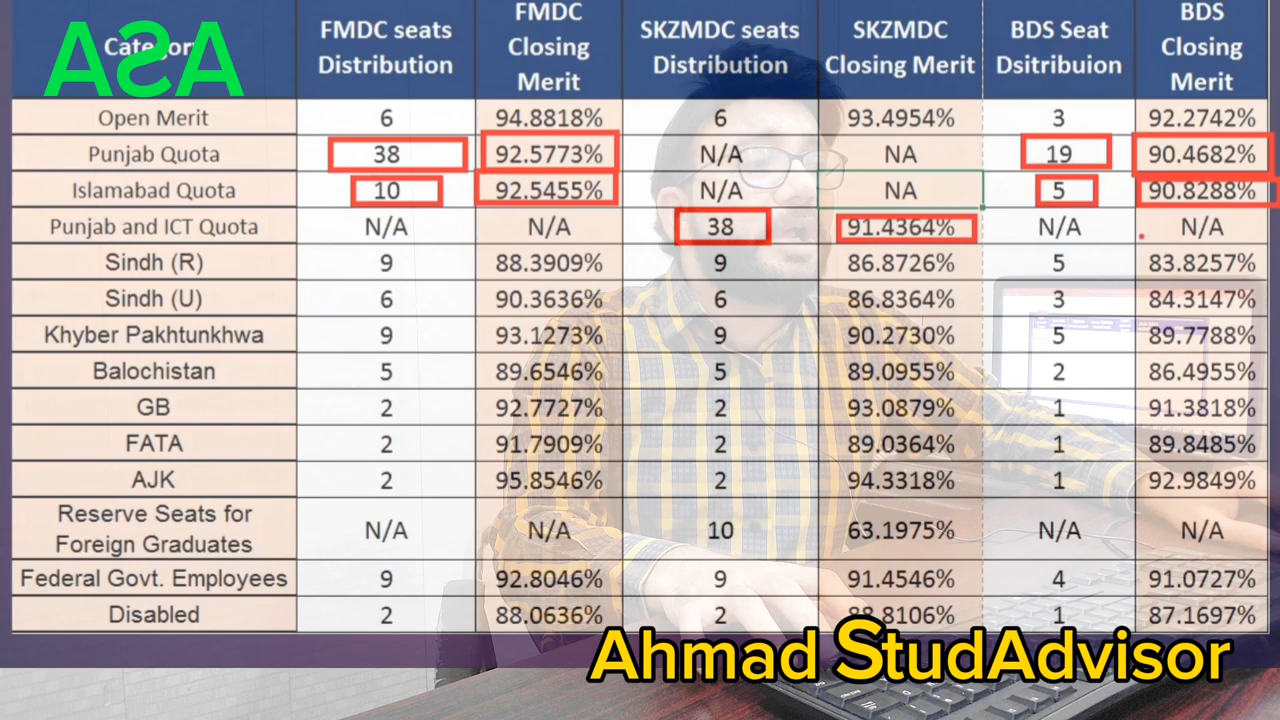 Category
FMDC seats
Distribution
FMDC
Closing
Merit
SKZMDC seats
Distribution
SKZMDC
Closing Merit
BDS Seat
Dsitribuion
BDS
Closing
Merit
ASA
Open Merit 6 94.8818% 6 93.4954% 3 92.2742%
Punjab Quota 38 92.5773% N/A NA 19 90.4682%
Islamabad Quota 10 92.5455% N/A NA 5 90.8288%
Punjab and ICT Quota N/A N/A 38 91.4364% N/A N/A
Sindh (R) 9 88.3909% 9 86.8726% 5 83.8257%
Sindh (U) 6 90.3636% 6 86.8364% 3 84.3147%
Khyber Pakhtunkhwa 9 93.1273% 9 90.2730% 5 89.7788%
Balochistan 5 89.6546% 5 89.0955% 2 86.4955%
GB 2 92.7727% 2 93.0879% 1 91.3818%
FATA 2 91.7909% 2 89.0364% 1 89.8485%
AJK 2 95.8546% 2 94.3318% 1 92.9849%
Reserve Seats for
Foreign Graduates N/A N/A 10 63.1975% N/A N/A
Federal Govt. Employees 9 92.8046% 9 91.4546% 4 91.0727%
Disabled 2 88.0636% 2 88.8106% 1 87.1697%
Ahmad StudAdvisor